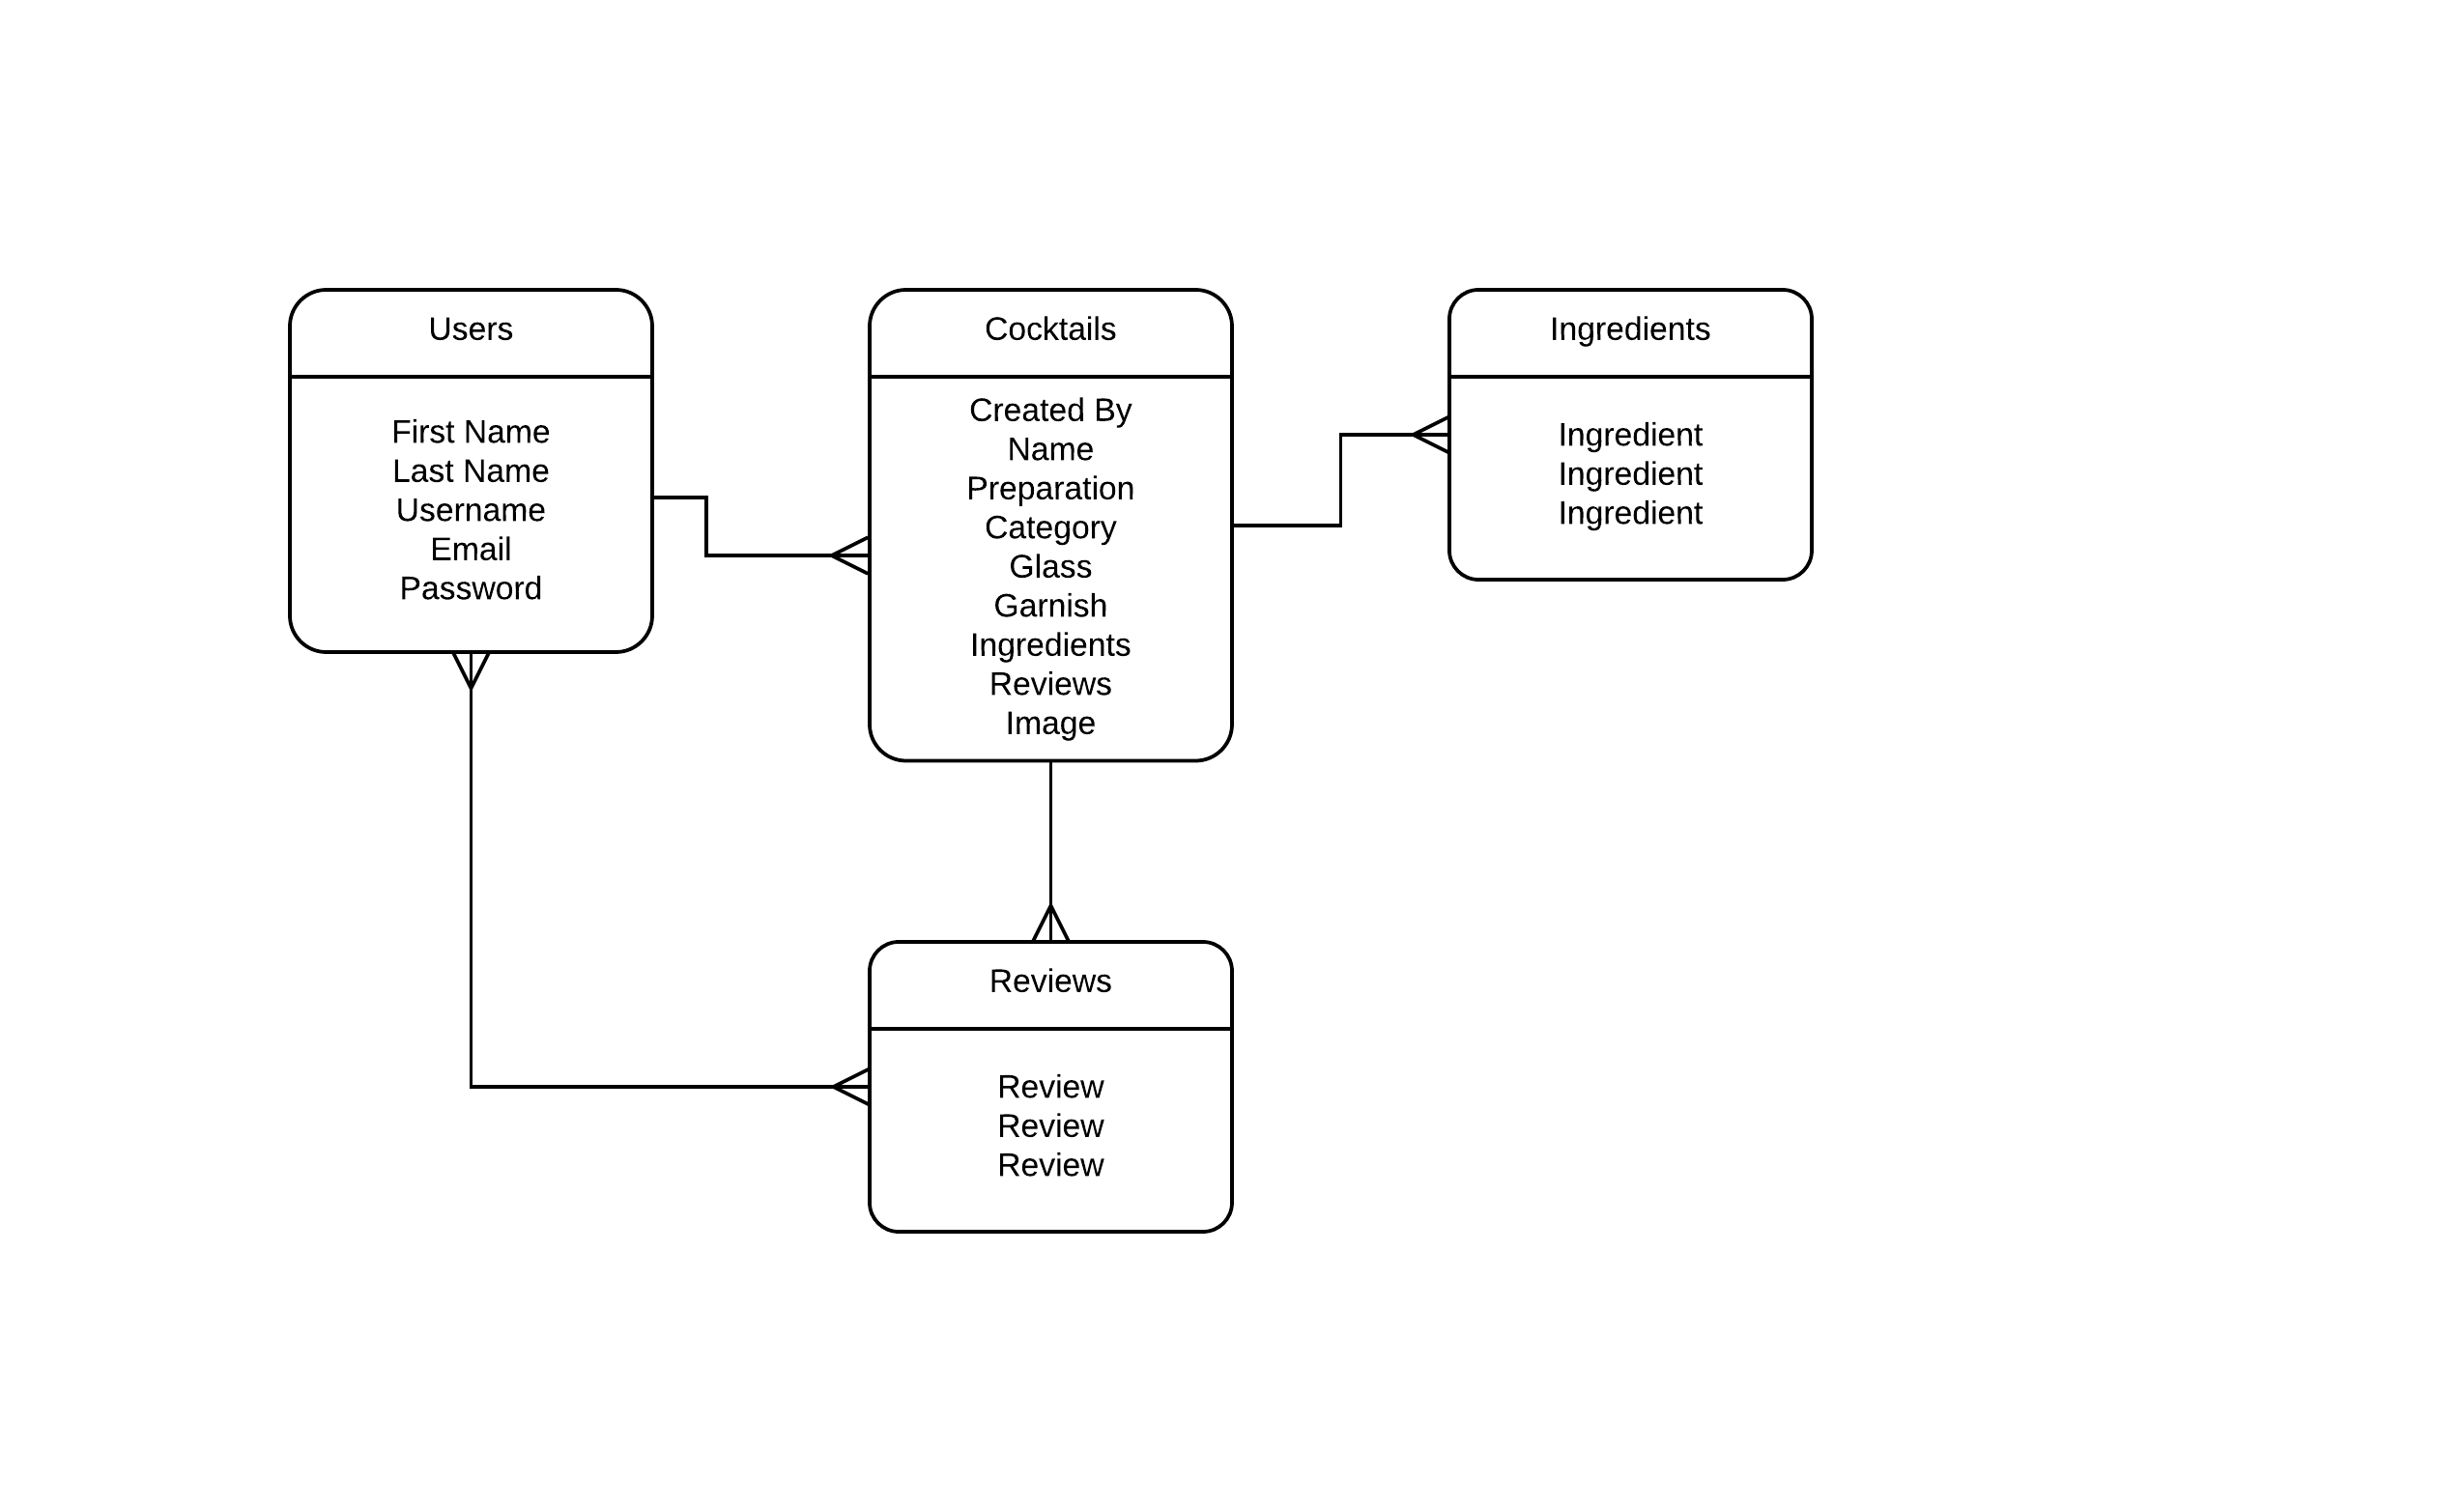 Users
First Name
Last Name
Username
Email
Password
Cocktails
Created By
Name
Preparation
Category
Glass
Garnish
Ingredients
Reviews
Image
Ingredients
Ingredient
Ingredient
Ingredient
Reviews
Review
Review
Review